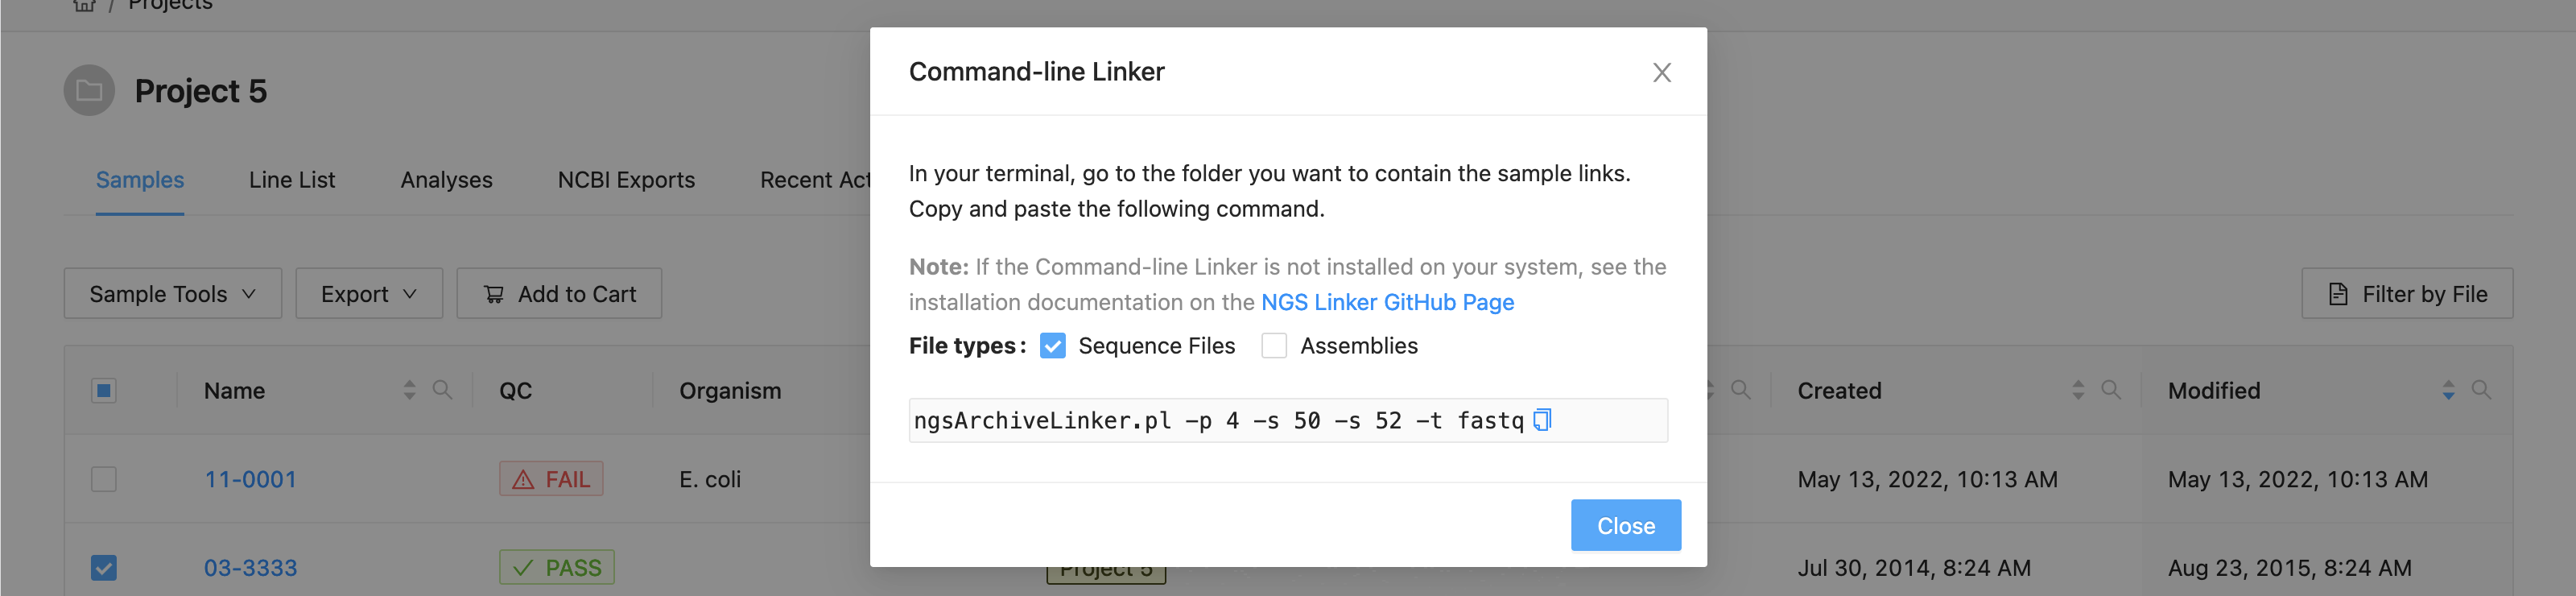 / Projects
Project 5
Samples Line List Analyses NCBI Exports Recent Act
Sample Tools Export Add to Cart Filter by File
Name QC Organism Created Modified
11-0001 FAIL E. coli May 13, 2022, 10:13 AM May 13, 2022, 10:13 AM
03-3333 PASS Project 5 Jul 30, 2014, 8:24 AM Aug 23, 2015, 8:24 AM
Command-line Linker
In your terminal, go to the folder you want to contain the sample links.
Copy and paste the following command.
Note: If the Command-line Linker is not installed on your system, see the
installation documentation on the NGS Linker GitHub Page
File types: Sequence Files Assemblies
ngsArchiveLinker.pl -p 4 -s 50 -s 52 -t fastq
Close